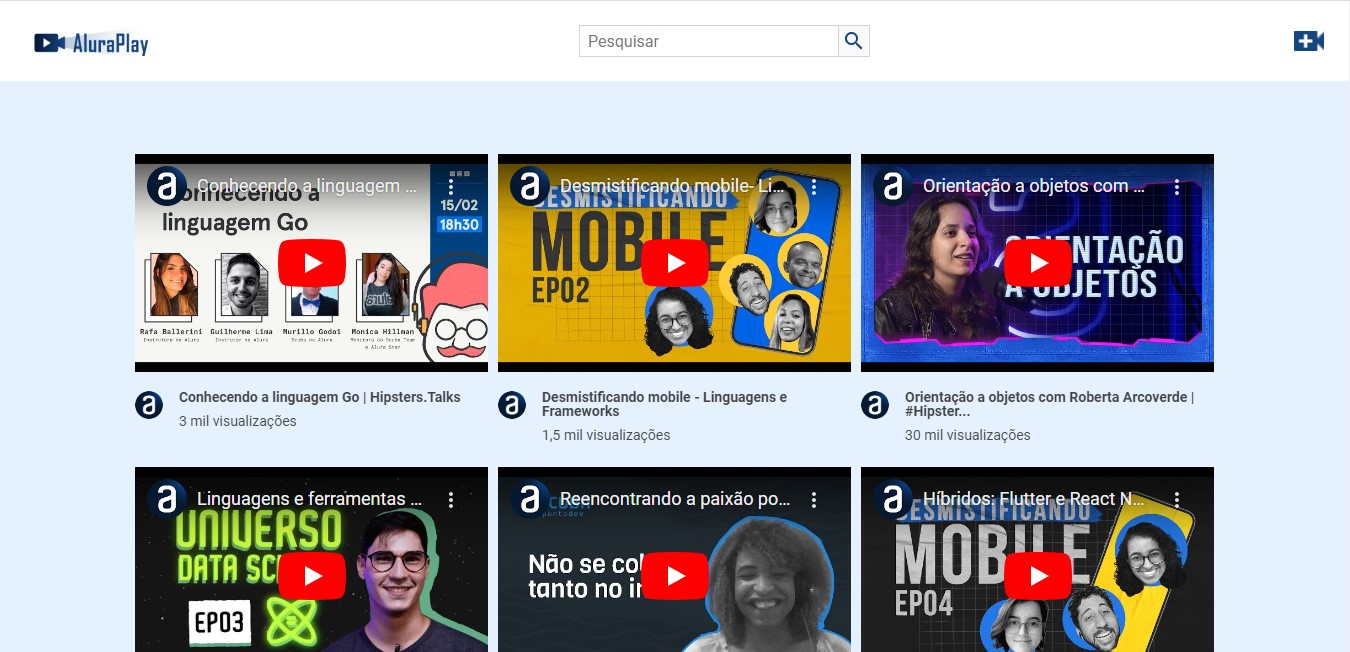 AluraPlay
Pesquisar
Conhecendo a linguagem ...
Conhecendo a
linguagem Go
15/02
18h30
Rafa Ballerini
Instrutora na Alura
Guilherme Lima
Instrutor na Alura
Murillo Godoi
Scuba na Alura
Monica Hillman
Monitora do Scuba Team
e Alura Star
Desmistificando mobile- Li...
DESMISTIFICANDO
MOBILE
EP02
Orientação a objetos com ...
ORIENTAÇÃO
A OBJETOS
Conhecendo a linguagem Go | Hipsters.Talks
3 mil visualizações
Desmistificando mobile - Linguagens e
Frameworks
1,5 mil visualizações
Orientação a objetos com Roberta Arcoverde |
#Hipster...
30 mil visualizações
Linguagens e ferramentas ...
UNIVERSO
DATA SC
EP03
Reencontrando a paixão po...
pontodev
Não se co
tanto no in
Híbridos: Flutter e React N...
DESMISTIFICANDO
MOBILE
EP04